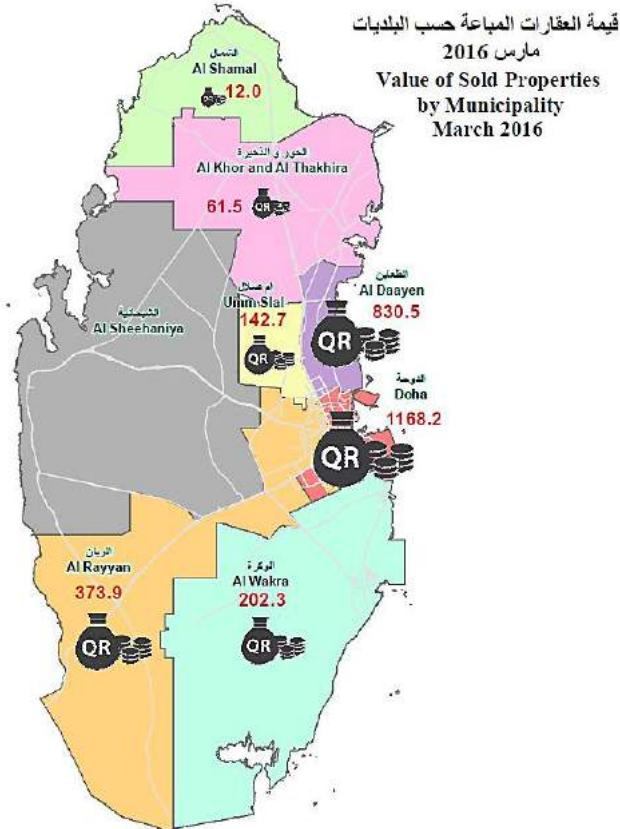 قيمة العقارات المباعة حسب البلديات
مارس 2016
Value of Sold Properties
by Municipality
March 2016
الشمال
Al Shamal
12.0
QR
الخور و الذخيرة
Al Khor and Al Thakhira
61.5
QR
ام صلال
Umm Slal
142.7
QR
الظعاين
Al Daayen
830.5
QR
الشيحانية
Al Sheehaniya
الدوحة
Doha
1168.2
QR
الريان
Al Rayyan
373.9
QR
الوكرة
Al Wakra
202.3
QR